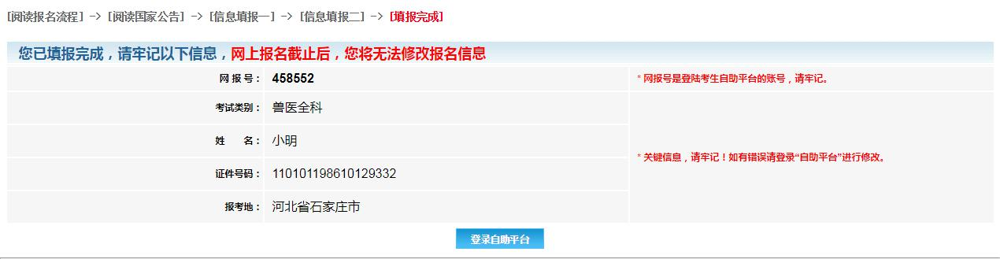 [阅读报名流程] -> [阅读国家公告] -> [信息填报一] -> [信息填报二] -> [填报完成]
您已填报完成，请牢记以下信息，网上报名截止后，您将无法修改报名信息
网 报 号： 458552 * 网报号是登陆考生自助平台的账号，请牢记。
考试类别： 兽医全科
姓 名： 小明
* 关键信息，请牢记！如有错误请登录“自助平台”进行修改。
证件号码： 110101198610129332
报考地： 河北省石家庄市
登录自助平台